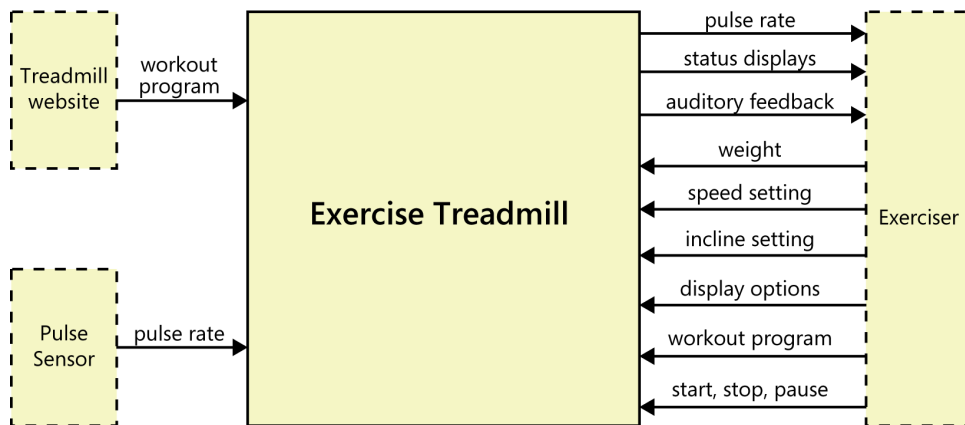 Treadmill
website
workout
program
Pulse
Sensor
pulse rate
Exercise Treadmill
pulse rate
status displays
auditory feedback
weight
speed setting
incline setting
display options
workout program
start, stop, pause
Exerciser